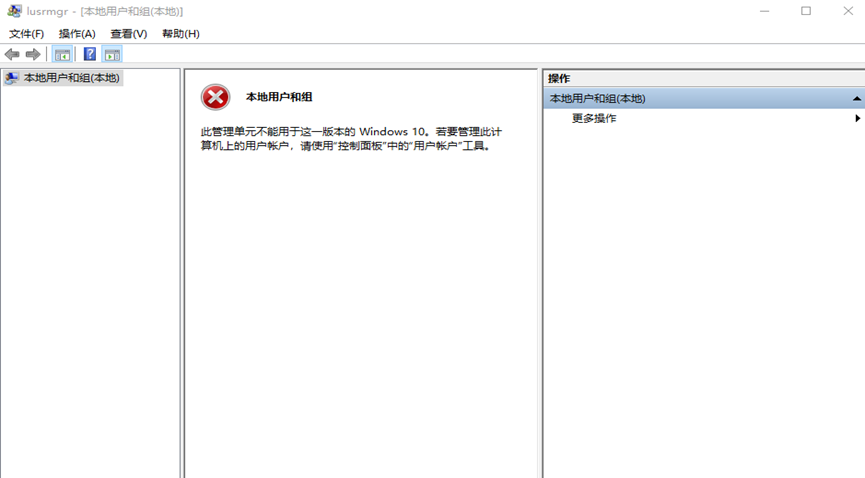 lusrmgr - [本地用户和组(本地)]
文件(F) 操作(A) 查看(V) 帮助(H)
本地用户和组(本地)
本地用户和组
此管理单元不能用于这一版本的 Windows 10。若要管理此计
算机上的用户帐户，请使用“控制面板”中的“用户帐户”工具。
操作
本地用户和组(本地)
更多操作